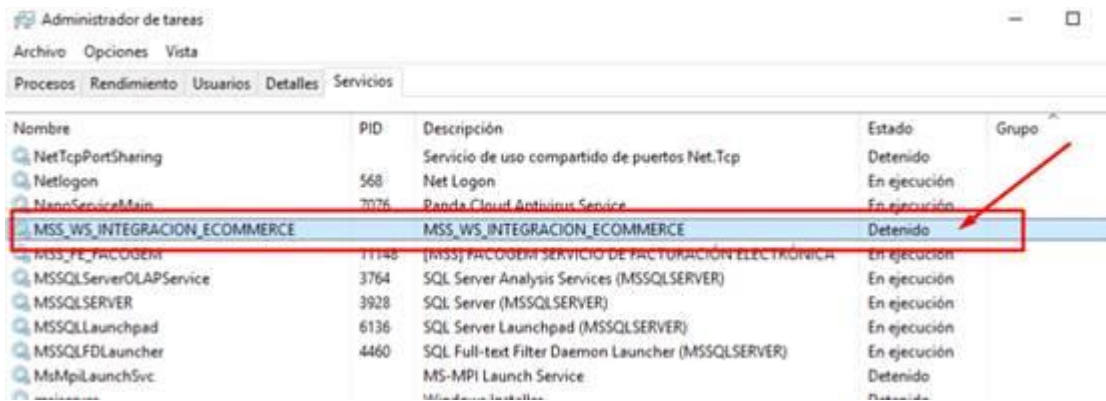 Administrador de tareas
Archivo Opciones Vista
Procesos Rendimiento Usuarios Detalles Servicios
Nombre PID Descripción Estado Grupo
NetTcpPortSharing Servicio de uso compartido de puertos Net.Tcp Detenido
Netlogon 568 Net Logon En ejecución
NanoServiceMain 7076 Panda Cloud Antivirus Service En ejecución
MSS_WS_INTEGRACION_ECOMMERCE MSS_WS_INTEGRACION_ECOMMERCE Detenido
MSS_FE_FACOGEM 11148 [MSS] FACOGEM SERVICIO DE FACTURACIÓN ELECTRÓNICA En ejecución
MSSQLServerOLAPService 3764 SQL Server Analysis Services (MSSQLSERVER) En ejecución
MSSQLSERVER 3928 SQL Server (MSSQLSERVER) En ejecución
MSSQLLaunchpad 6136 SQL Server Launchpad (MSSQLSERVER) En ejecución
MSSQLFDLauncher 4460 SQL Full-text Filter Daemon Launcher (MSSQLSERVER) En ejecución
MsMpiLaunchSvc MS-MPI Launch Service Detenido
msiserver Windows Installer Detenido